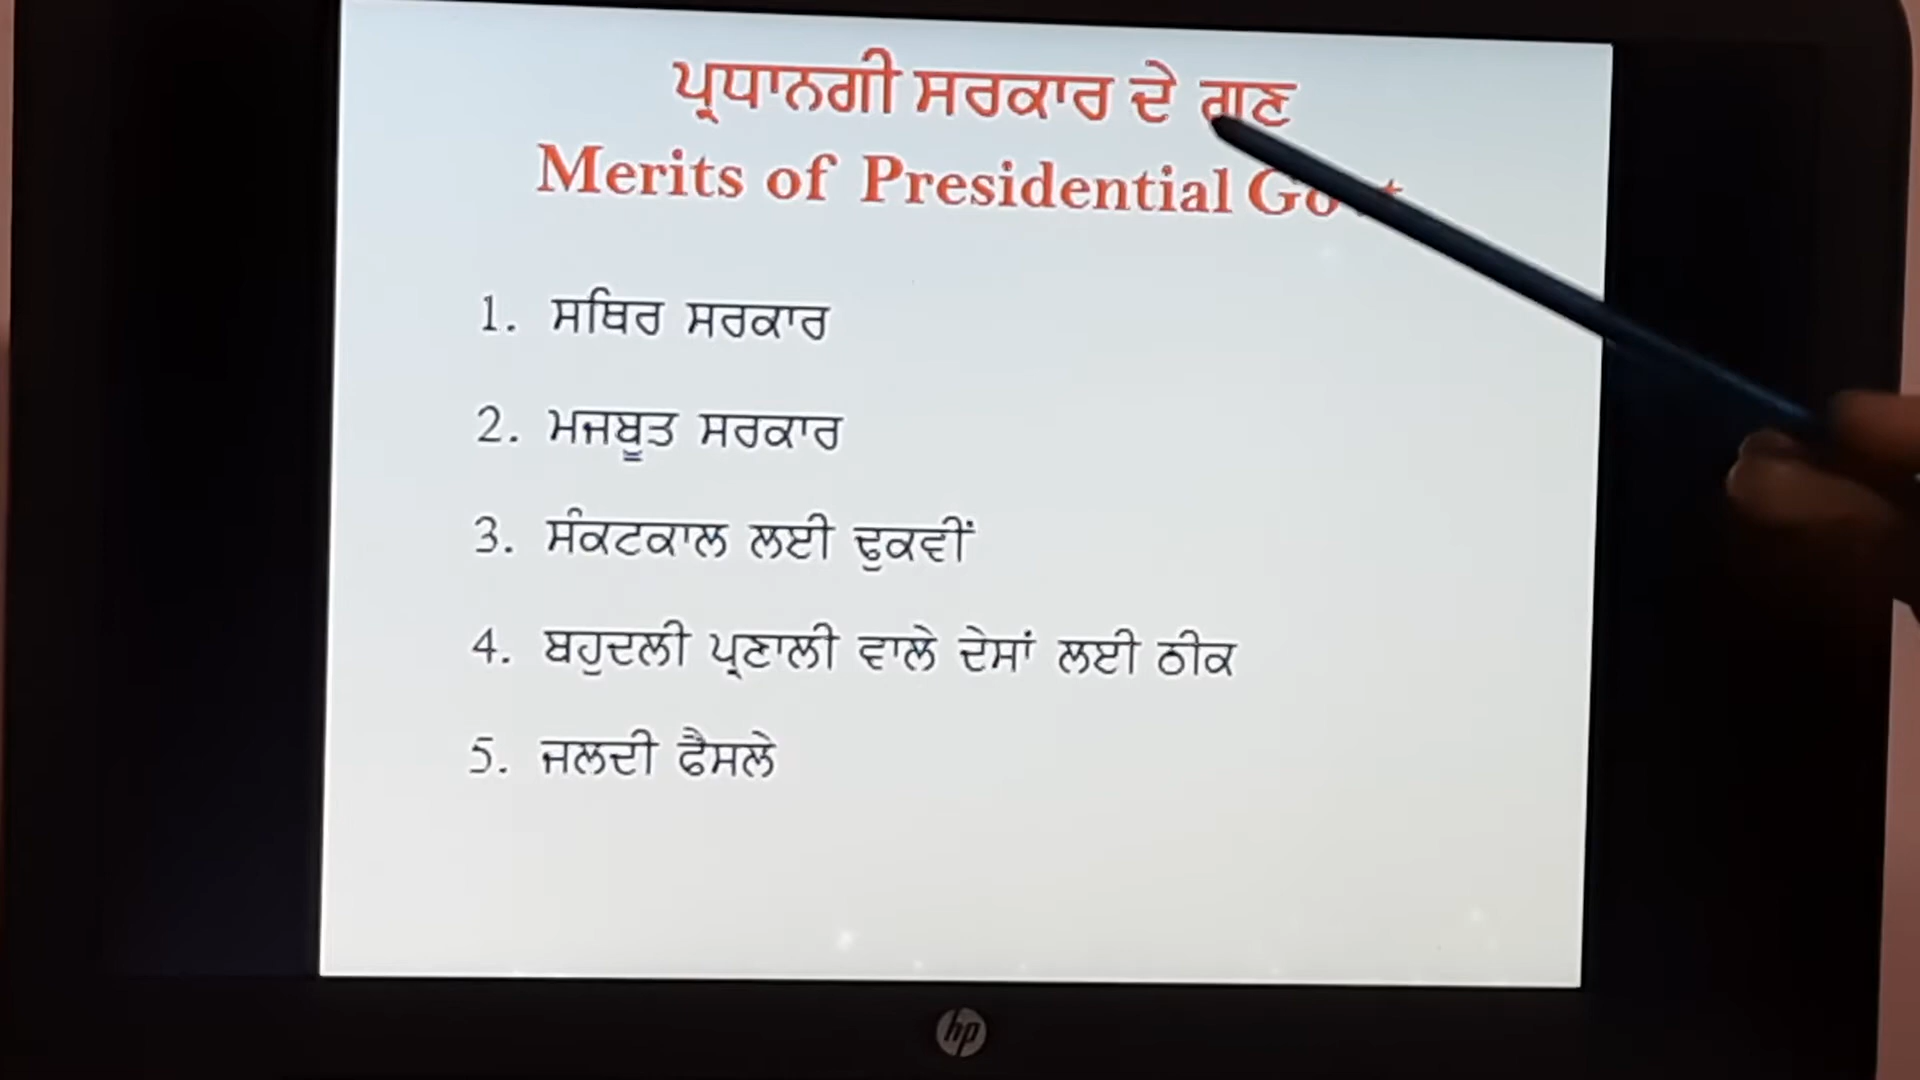 ਪ੍ਰਧਾਨਗੀ ਸਰਕਾਰ ਦੇ ਗੁਣ
Merits of Presidential
1. ਸਥਿਰ ਸਰਕਾਰ
2. ਮਜਬੂਤ ਸਰਕਾਰ
3. ਸੰਕਟਕਾਲ ਲਈ ਢੁਕਵੀਂ
4. ਬਹੁਦਲੀ ਪ੍ਰਣਾਲੀ ਵਾਲੇ ਦੇਸਾਂ ਲਈ ਠੀਕ
5. ਜਲਦੀ ਫੈਸਲੇ
hp